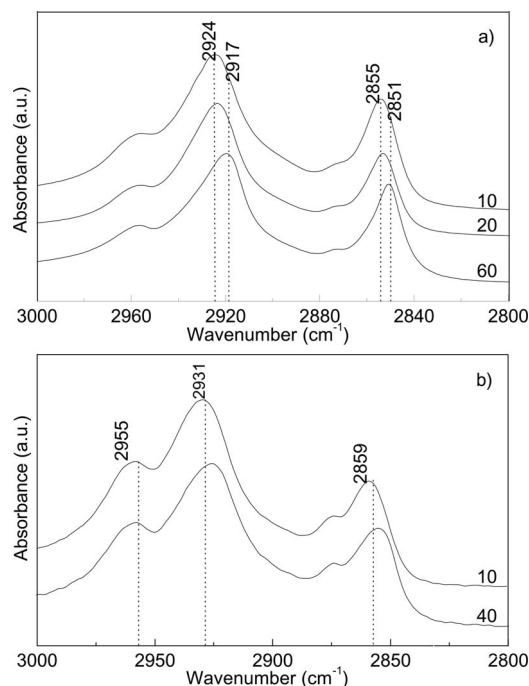 a)
2924
2917
2855
2851
10
20
60
Absorbance (a.u.)
3000 2960 2920 2880 2840 2800
Wavenumber (cm⁻¹)
b)
2955
2931
2859
10
40
Absorbance (a.u.)
3000 2950 2900 2850 2800
Wavenumber (cm⁻¹)